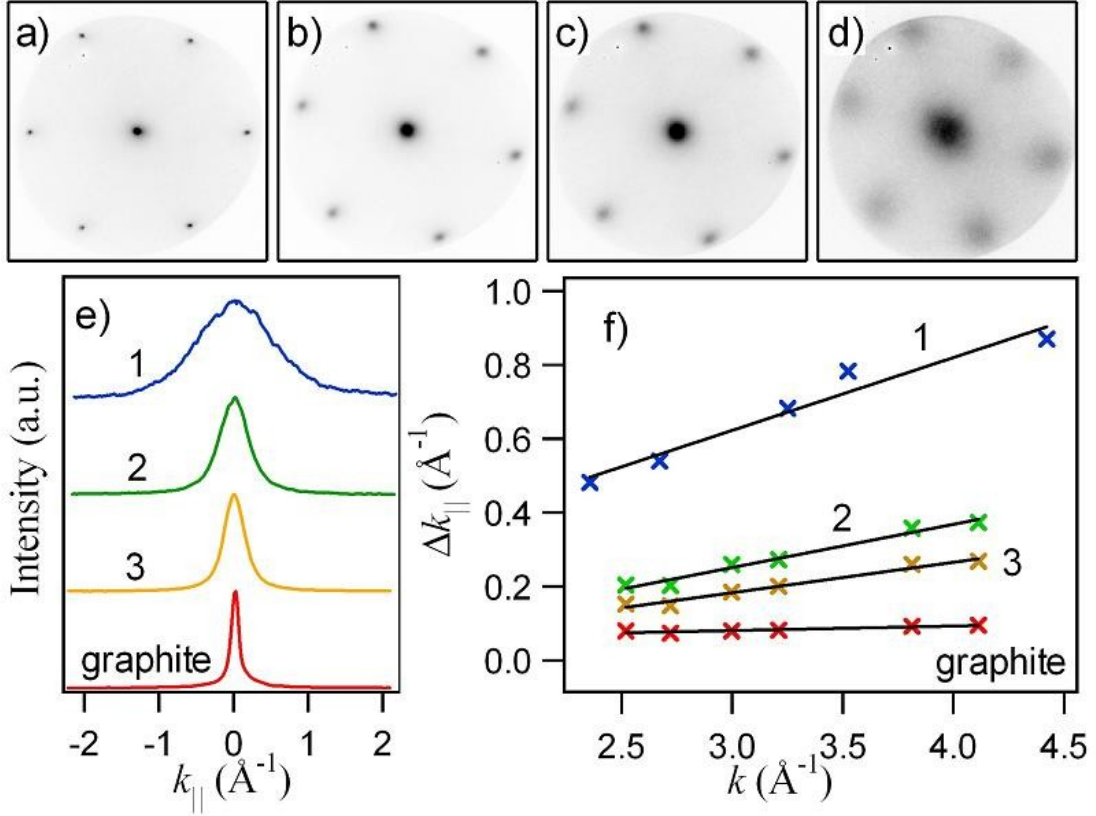 a)
b)
c)
d)
e)
1
2
3
graphite
Intensity (a.u.)
-2
-1
0
1
2
k|| (Å-1)
f)
1
2
3
graphite
Δk|| (Å-1)
1.0
0.8
0.6
0.4
0.2
0.0
2.5
3.0
3.5
4.0
4.5
k (Å-1)